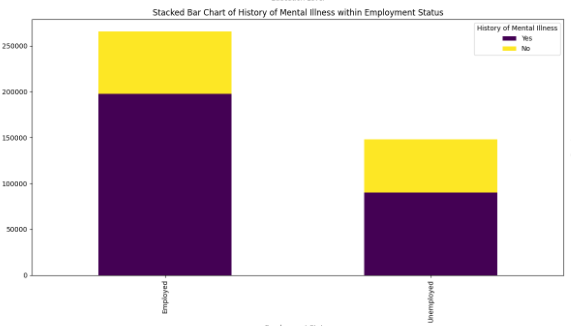 Stacked Bar Chart of History of Mental Illness within Employment Status
History of Mental Illness
Yes
No
250000
200000
150000
100000
50000
0
Employed
Unemployed